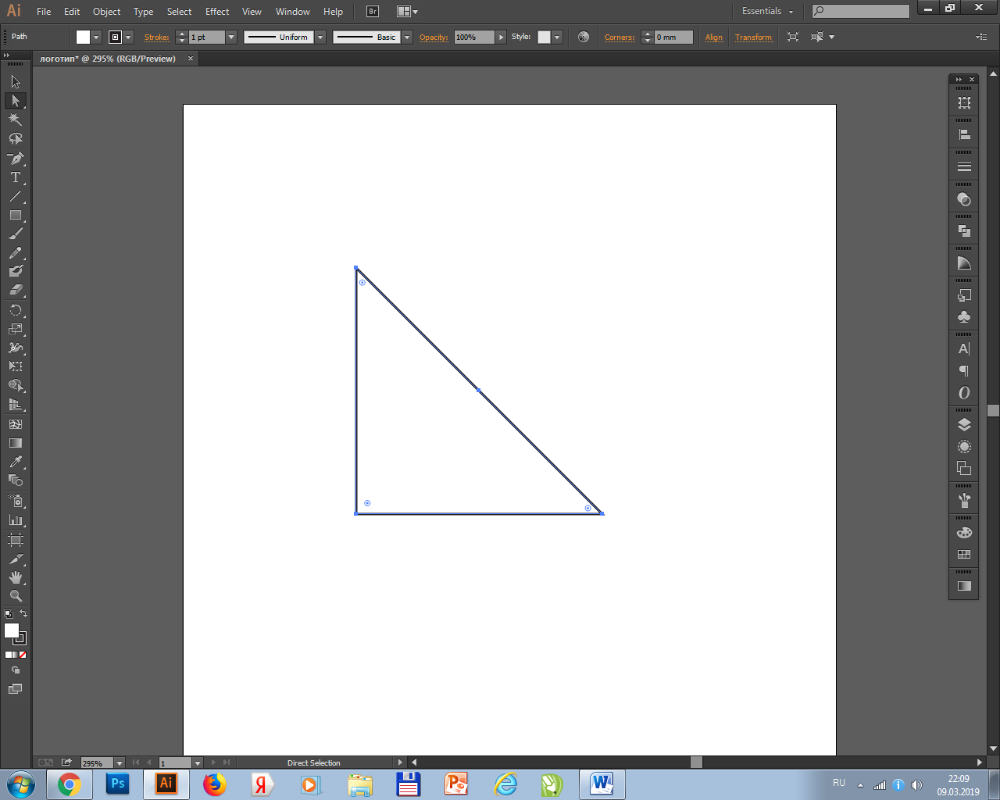 Ai File Edit Object Type Select Effect View Window Help Br Essentials
Path Stroke: 1 pt Uniform Basic Opacity: 100% Style: Corners: 0 mm Align Transform
логотип* @ 295% (RGB/Preview)
295% 1 Direct Selection
Ps Ai Я P W RU 22:09
09.03.2019